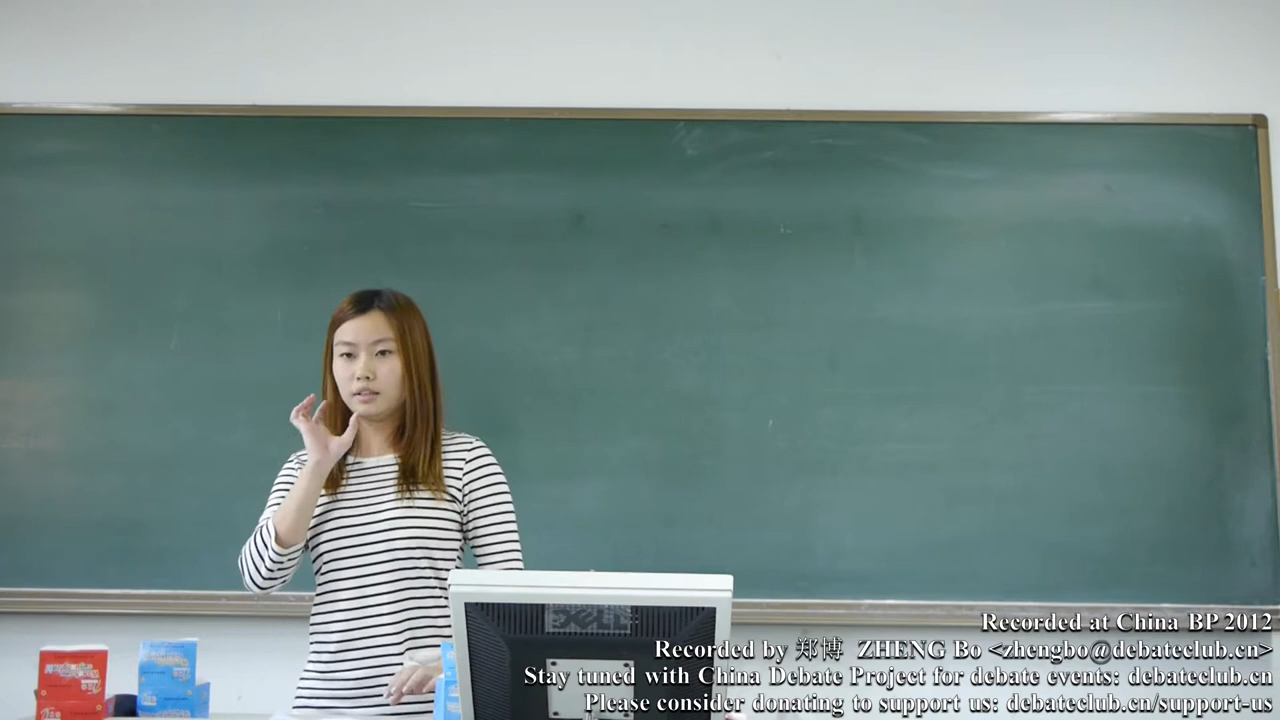 Recorded at China BP 2012
Recorded by 郑博 ZHENG Bo <zhengbo@debateclub.cn>
Stay tuned with China Debate Project for debate events: debateclub.cn
Please consider donating to support us: debateclub.cn/support-us